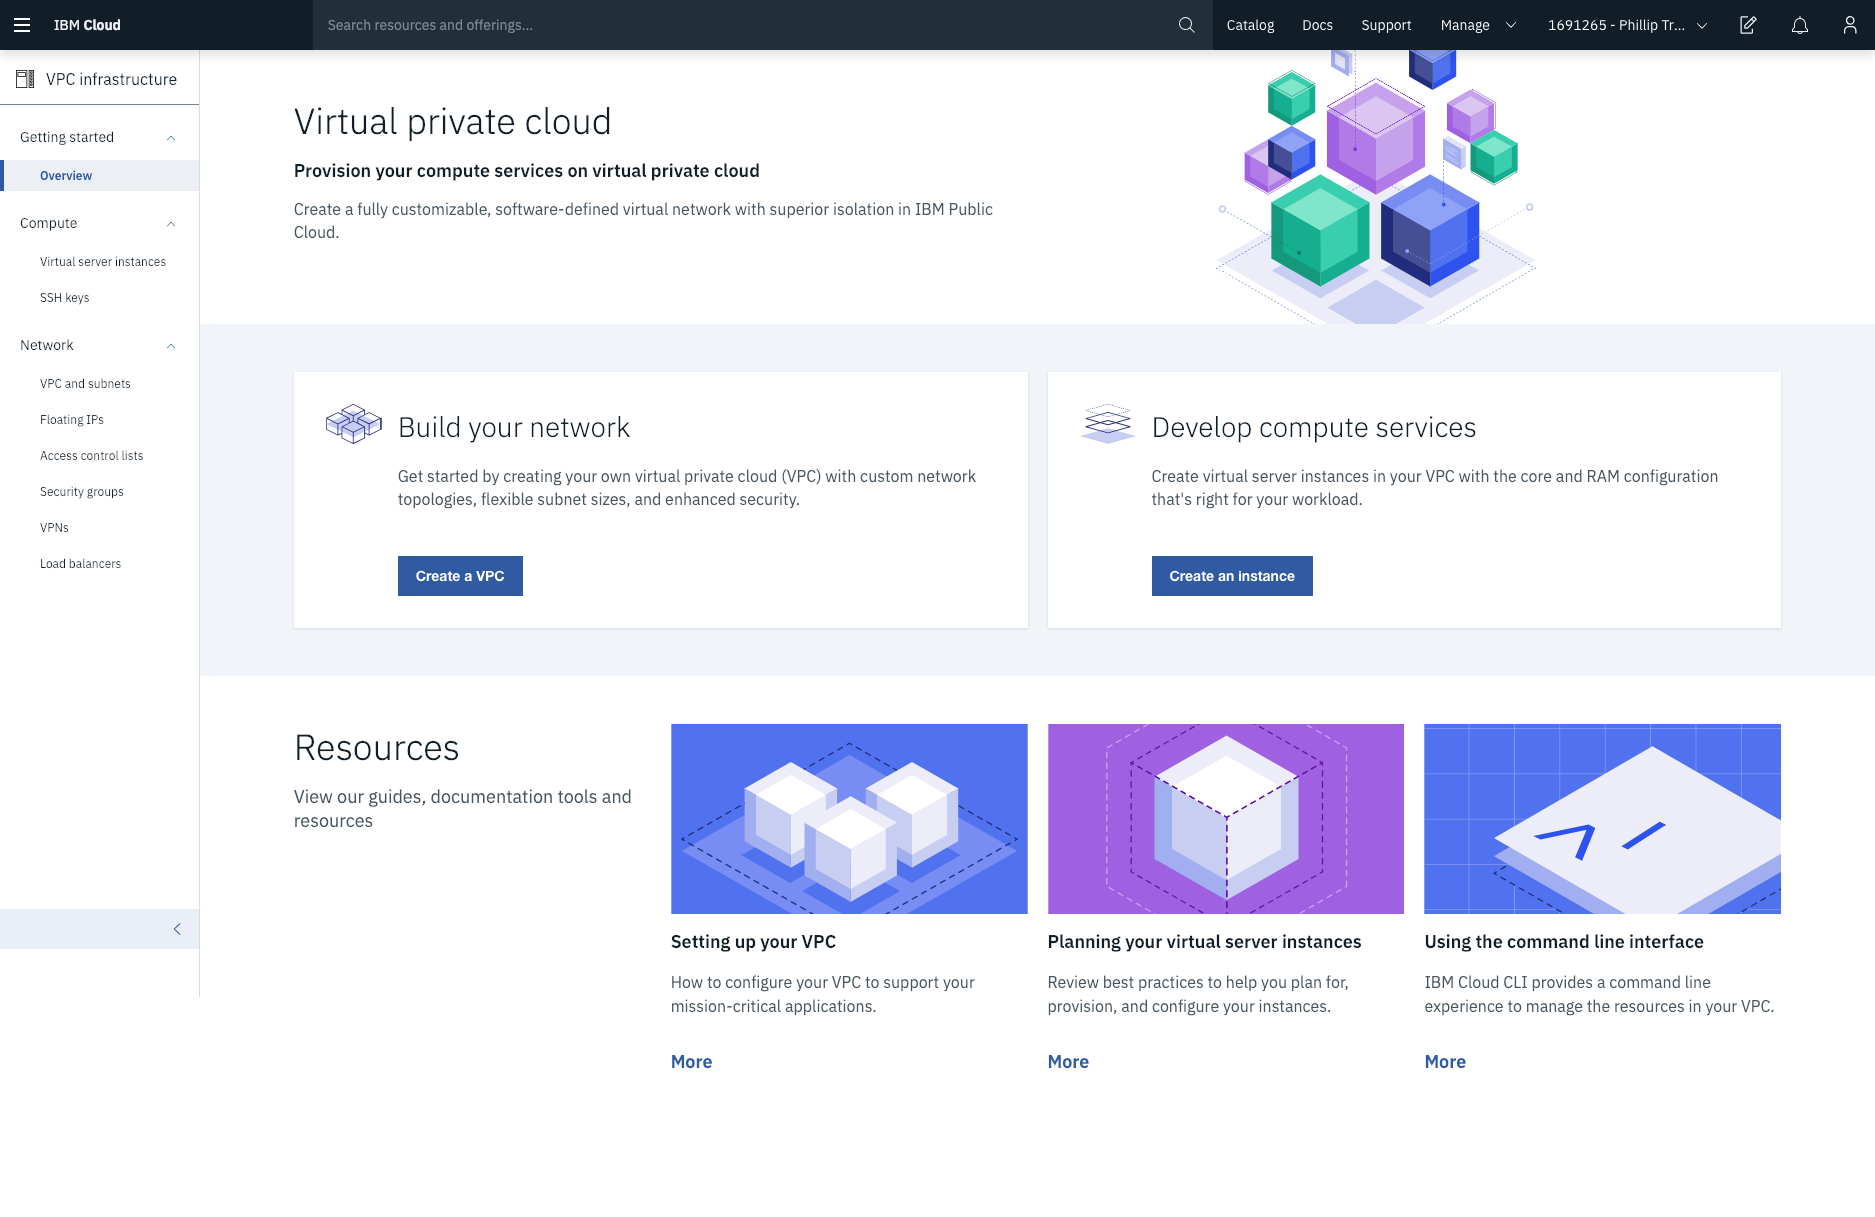 IBM Cloud
Search resources and offerings...
Catalog
Docs
Support
Manage
1691265 - Phillip Tr...
VPC infrastructure
Getting started
Overview
Compute
Virtual server instances
SSH keys
Network
VPC and subnets
Floating IPs
Access control lists
Security groups
VPNs
Load balancers
Virtual private cloud
Provision your compute services on virtual private cloud
Create a fully customizable, software-defined virtual network with superior isolation in IBM Public
Cloud.
Build your network
Get started by creating your own virtual private cloud (VPC) with custom network
topologies, flexible subnet sizes, and enhanced security.
Create a VPC
Develop compute services
Create virtual server instances in your VPC with the core and RAM configuration
that's right for your workload.
Create an instance
Resources
View our guides, documentation tools and
resources
Setting up your VPC
How to configure your VPC to support your
mission-critical applications.
More
Planning your virtual server instances
Review best practices to help you plan for,
provision, and configure your instances.
More
Using the command line interface
IBM Cloud CLI provides a command line
experience to manage the resources in your VPC.
More